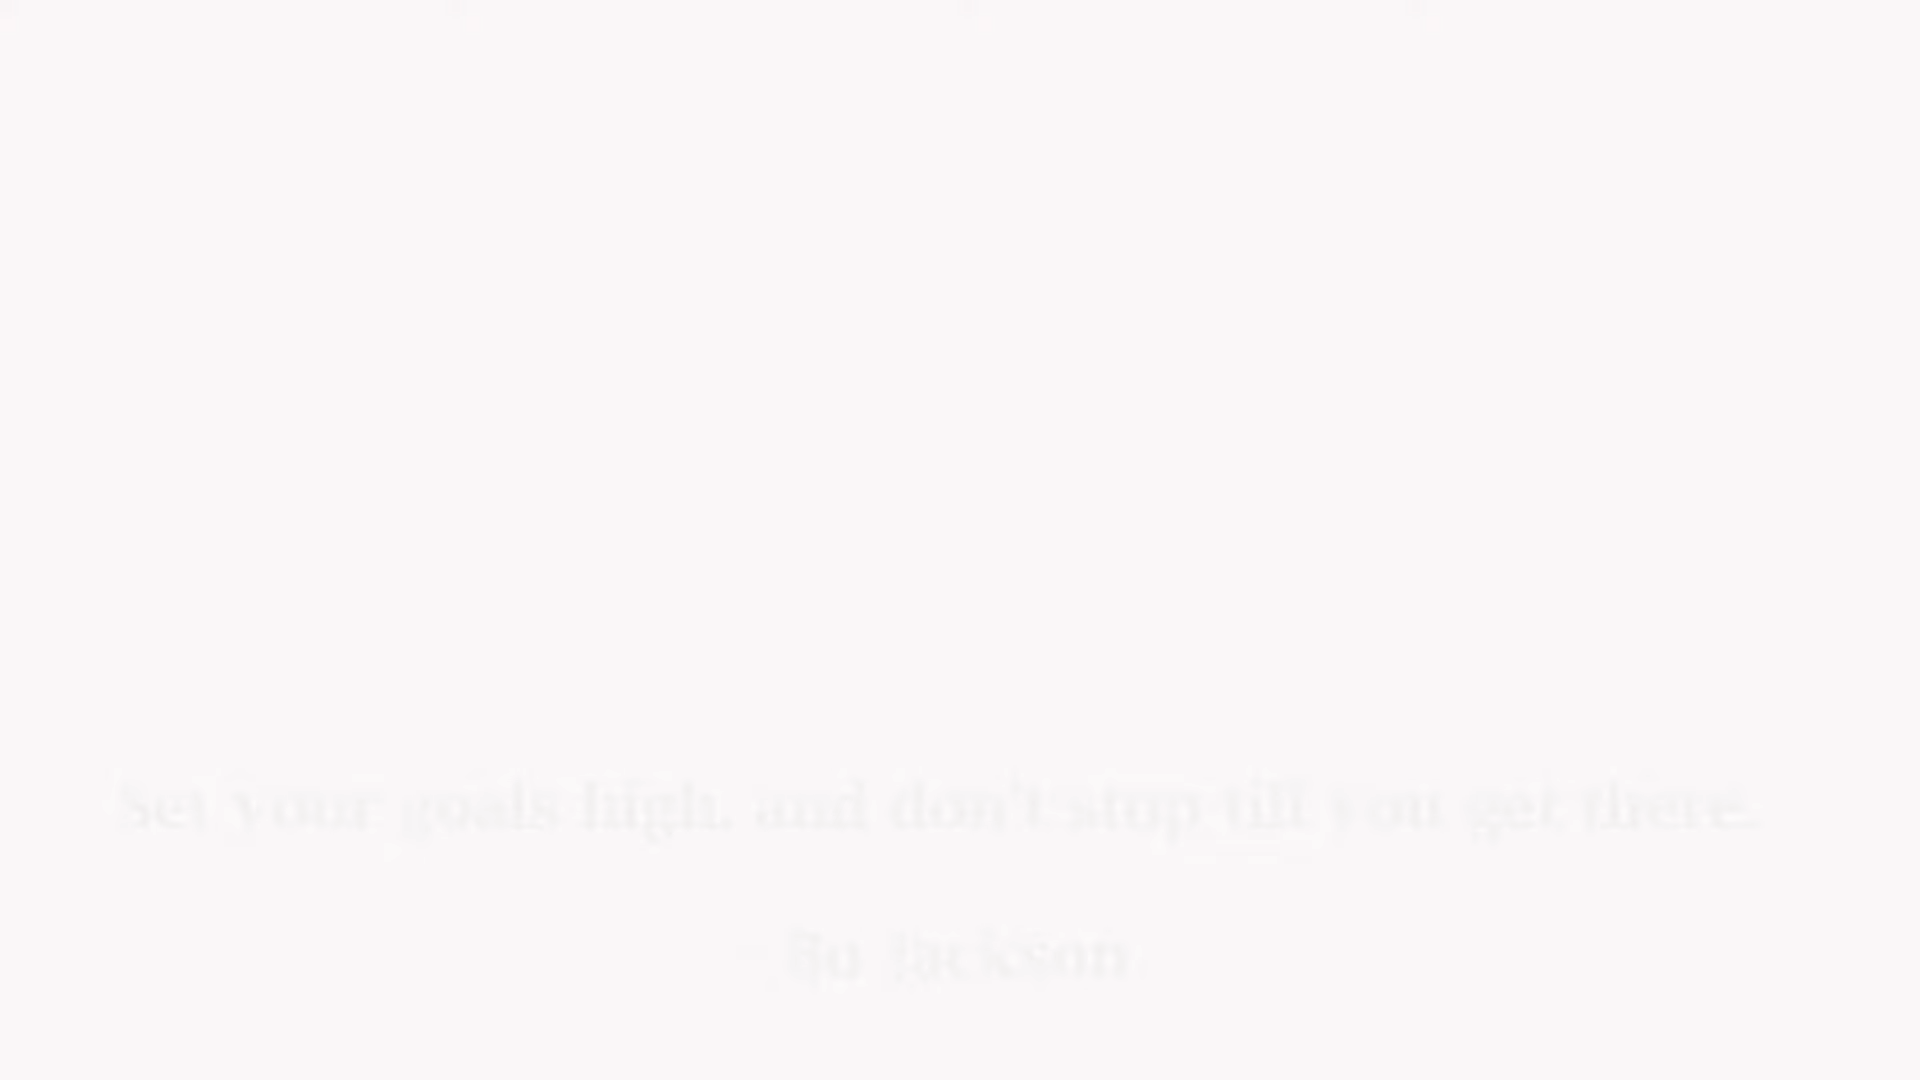 Set your goals high, and don't stop till you get there.
- Bo Jackson